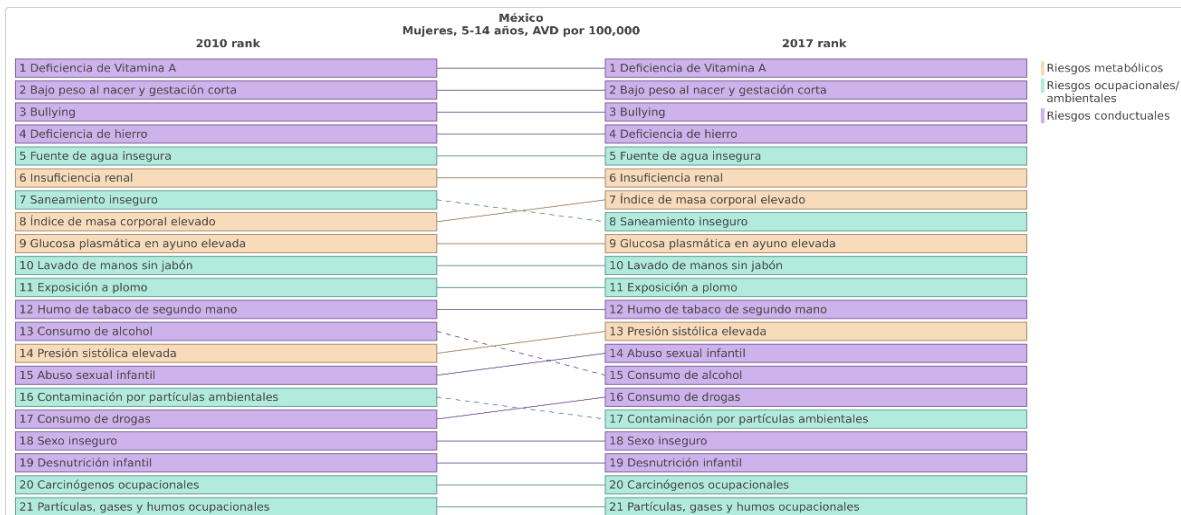 México
Mujeres, 5-14 años, AVD por 100,000
2010 rank
1 Deficiencia de Vitamina A
2 Bajo peso al nacer y gestación corta
3 Bullying
4 Deficiencia de hierro
5 Fuente de agua insegura
6 Insuficiencia renal
7 Saneamiento inseguro
8 Índice de masa corporal elevado
9 Glucosa plasmática en ayuno elevada
10 Lavado de manos sin jabón
11 Exposición a plomo
12 Humo de tabaco de segundo mano
13 Consumo de alcohol
14 Presión sistólica elevada
15 Abuso sexual infantil
16 Contaminación por partículas ambientales
17 Consumo de drogas
18 Sexo inseguro
19 Desnutrición infantil
20 Carcinógenos ocupacionales
21 Partículas, gases y humos ocupacionales
2017 rank
1 Deficiencia de Vitamina A
2 Bajo peso al nacer y gestación corta
3 Bullying
4 Deficiencia de hierro
5 Fuente de agua insegura
6 Insuficiencia renal
7 Índice de masa corporal elevado
8 Saneamiento inseguro
9 Glucosa plasmática en ayuno elevada
10 Lavado de manos sin jabón
11 Exposición a plomo
12 Humo de tabaco de segundo mano
13 Presión sistólica elevada
14 Abuso sexual infantil
15 Consumo de alcohol
16 Consumo de drogas
17 Contaminación por partículas ambientales
18 Sexo inseguro
19 Desnutrición infantil
20 Carcinógenos ocupacionales
21 Partículas, gases y humos ocupacionales
Riesgos metabólicos
Riesgos ocupacionales/
ambientales
Riesgos conductuales